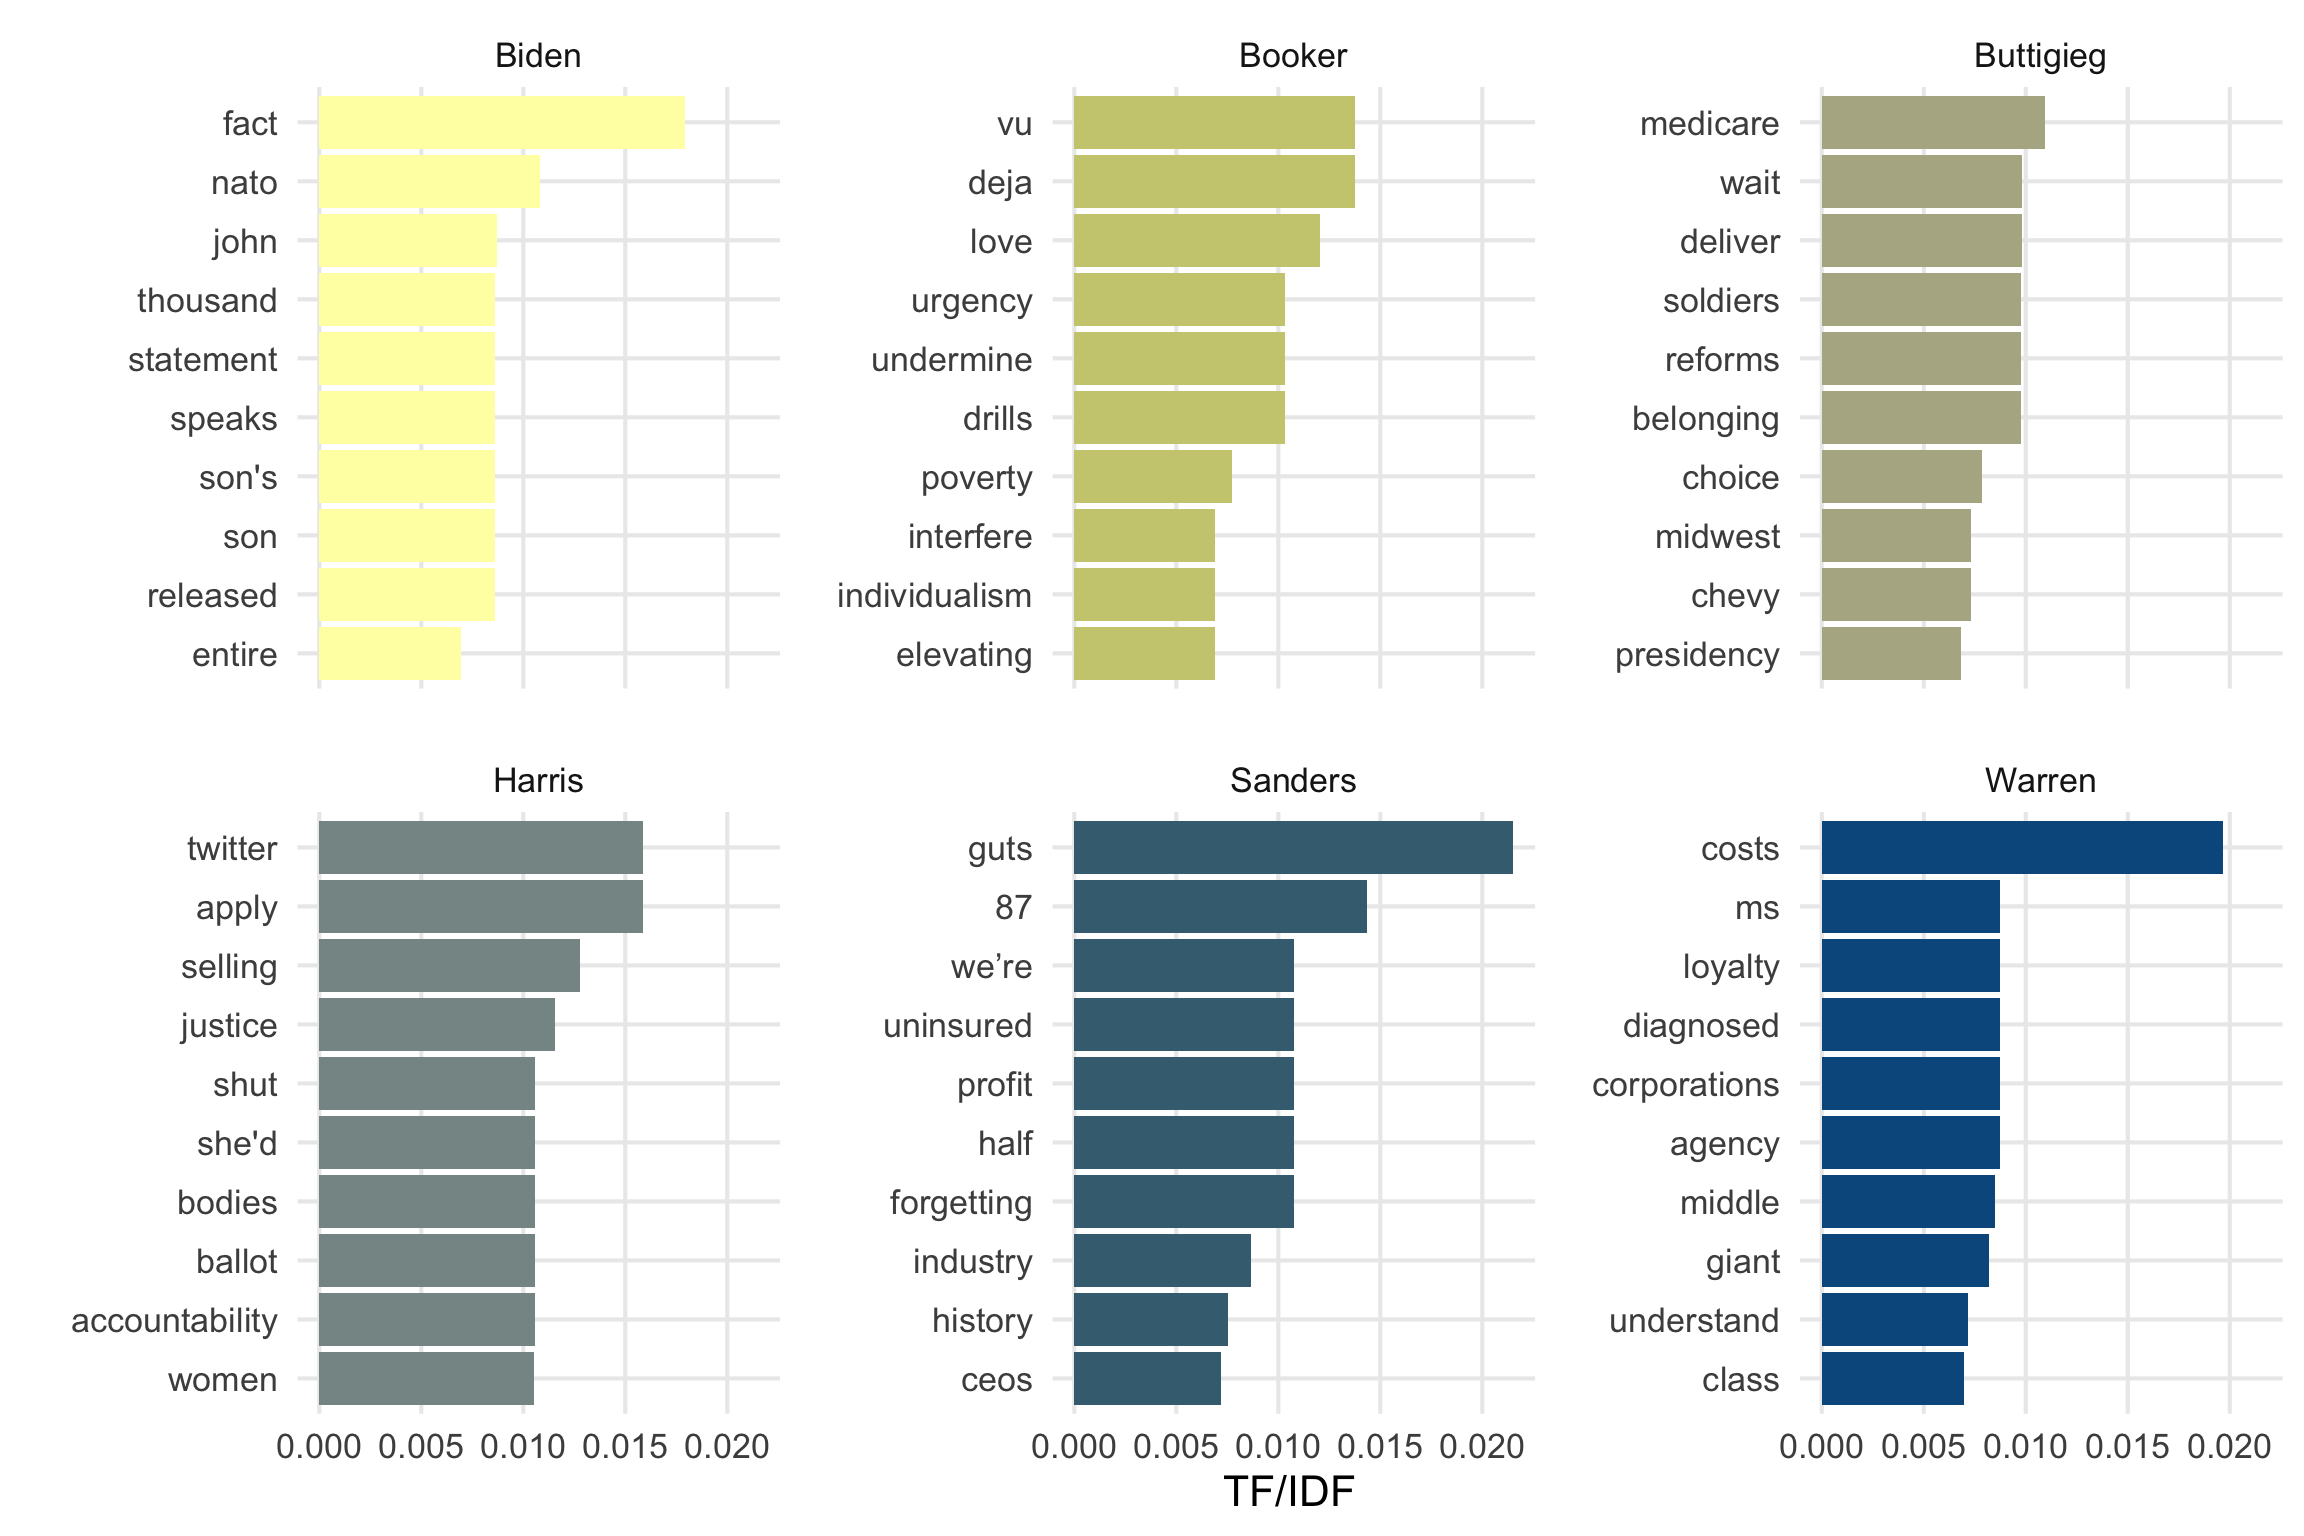 Biden
fact
nato
john
thousand
statement
speaks
son's
son
released
entire
Booker
vu
deja
love
urgency
undermine
drills
poverty
interfere
individualism
elevating
Buttigieg
medicare
wait
deliver
soldiers
reforms
belonging
choice
midwest
chevy
presidency
Harris
twitter
apply
selling
justice
shut
she'd
bodies
ballot
accountability
women
0.000 0.005 0.010 0.015 0.020
Sanders
guts
87
we’re
uninsured
profit
half
forgetting
industry
history
ceos
0.000 0.005 0.010 0.015 0.020
Warren
costs
ms
loyalty
diagnosed
corporations
agency
middle
giant
understand
class
0.000 0.005 0.010 0.015 0.020
TF/IDF